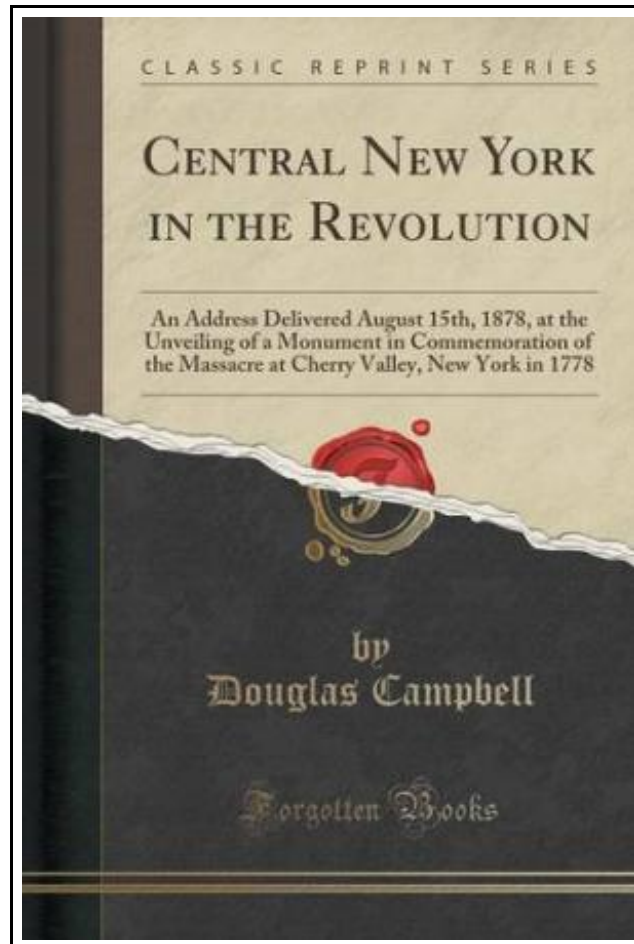 CLASSIC REPRINT SERIES
CENTRAL NEW YORK
IN THE REVOLUTION
An Address Delivered August 15th, 1878, at the
Unveiling of a Monument in Commemoration of
the Massacre at Cherry Valley, New York in 1778
by
Douglas Campbell
Forgotten Books